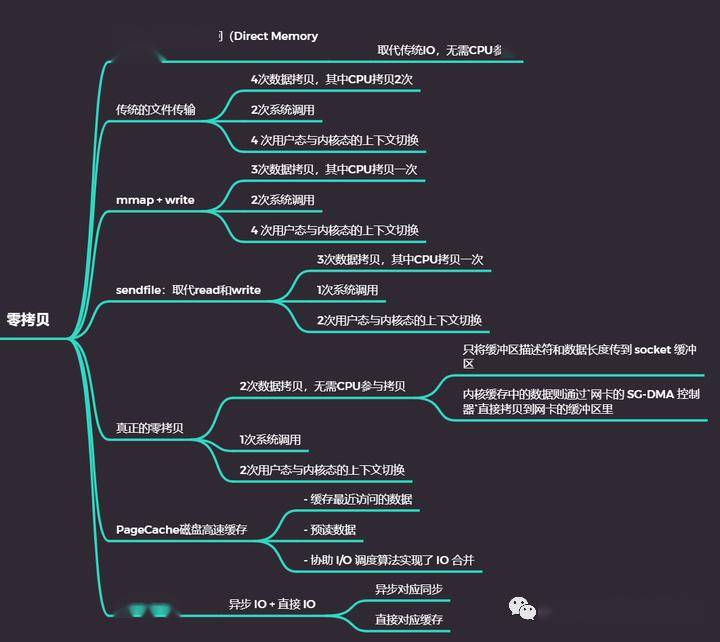 （Direct Memory
取代传统IO，无需CPU参
4次数据拷贝，其中CPU拷贝2次
传统的文件传输
2次系统调用
4 次用户态与内核态的上下文切换
3次数据拷贝，其中CPU拷贝一次
mmap + write
2次系统调用
4 次用户态与内核态的上下文切换
3次数据拷贝，其中CPU拷贝一次
sendfile：取代read和write
1次系统调用
2次用户态与内核态的上下文切换
零拷贝
只将缓冲区描述符和数据长度传到 socket 缓冲
区
2次数据拷贝，无需CPU参与拷贝
内核缓存中的数据则通过"网卡的 SG-DMA 控制
器"直接拷贝到网卡的缓冲区里
真正的零拷贝
1次系统调用
2次用户态与内核态的上下文切换
- 缓存最近访问的数据
PageCache磁盘高速缓存
- 预读数据
- 协助 I/O 调度算法实现了 IO 合并
异步对应同步
异步 IO + 直接 IO
直接对应缓存